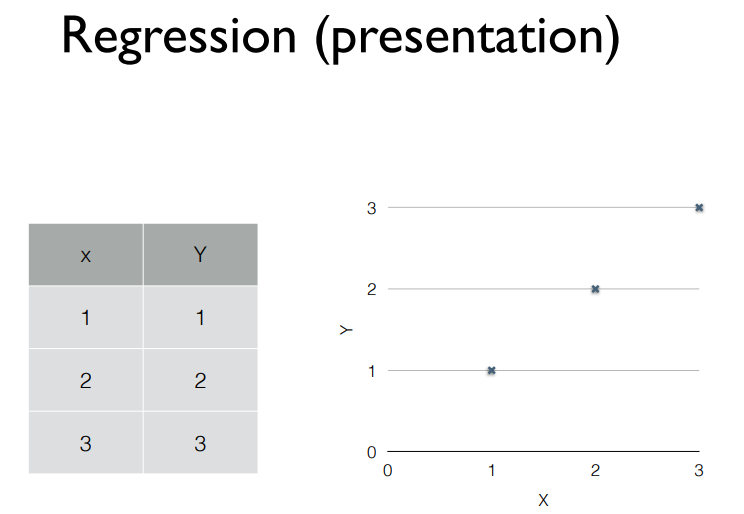 Regression (presentation)
x Y
1 1
2 2
3 3
3
2
1
0
Y
0 1 2 3
X